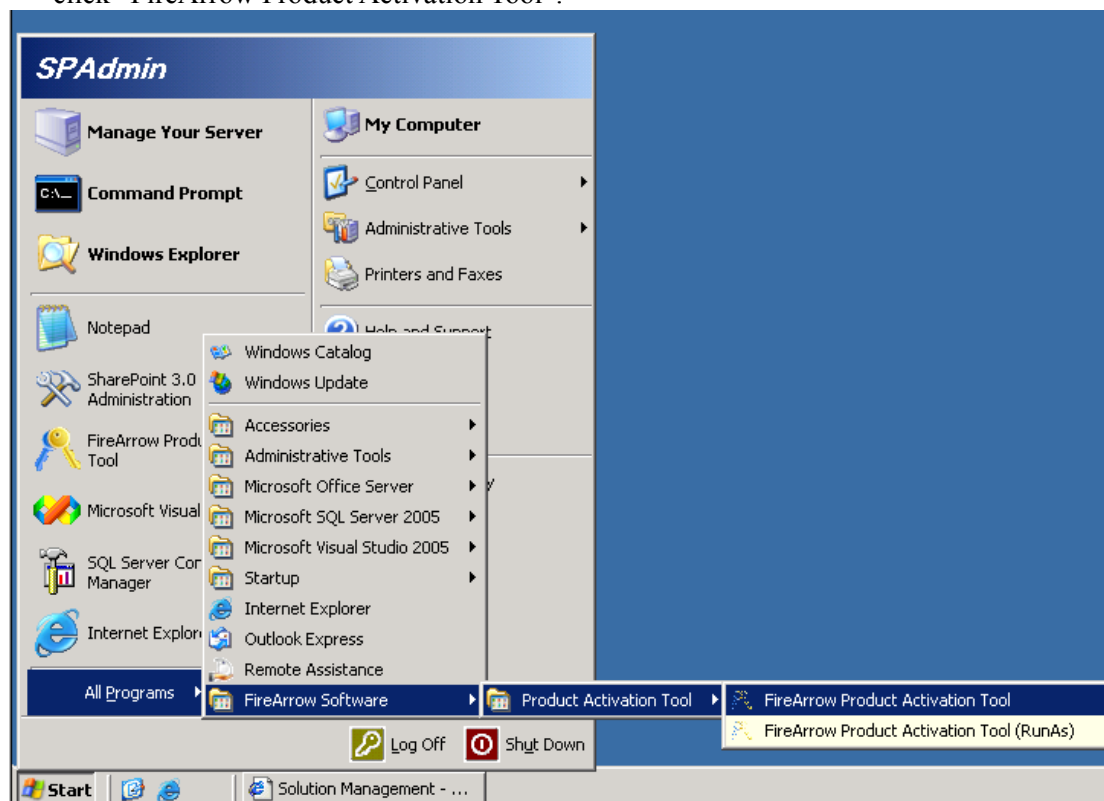 click “FireArrow Product Activation Tool”.
SPAdmin
Manage Your Server
Command Prompt
Windows Explorer
Notepad
SharePoint 3.0
Administration
FireArrow Produ
Tool
Microsoft Visual
SQL Server Con
Manager
Internet Explor
All Programs
My Computer
Control Panel
Administrative Tools
Printers and Faxes
Help and Support
Windows Catalog
Windows Update
Accessories
Administrative Tools
Microsoft Office Server
Microsoft SQL Server 2005
Microsoft Visual Studio 2005
Startup
Internet Explorer
Outlook Express
Remote Assistance
FireArrow Software
Product Activation Tool
FireArrow Product Activation Tool
FireArrow Product Activation Tool (RunAs)
Log Off
Shut Down
Start
Solution Management - ...